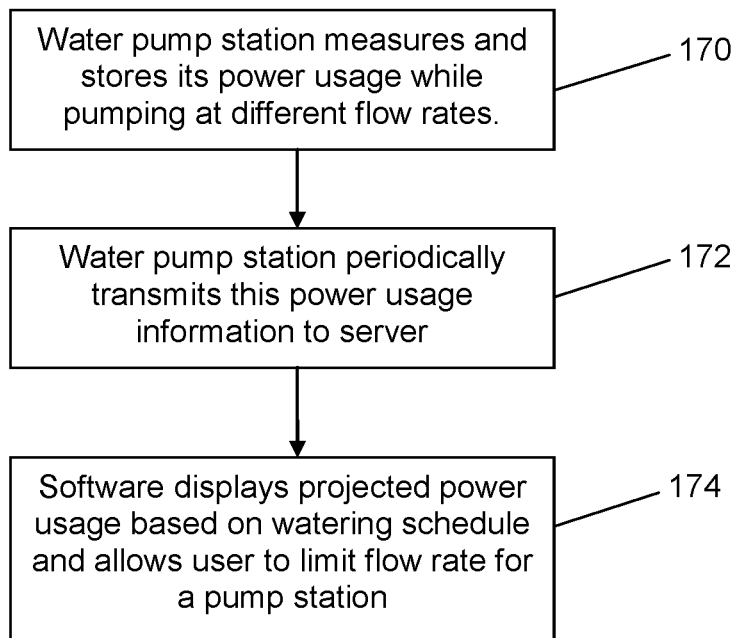 Water pump station measures and
stores its power usage while
pumping at different flow rates.
170
Water pump station periodically
transmits this power usage
information to server
172
Software displays projected power
usage based on watering schedule
and allows user to limit flow rate for
a pump station
174